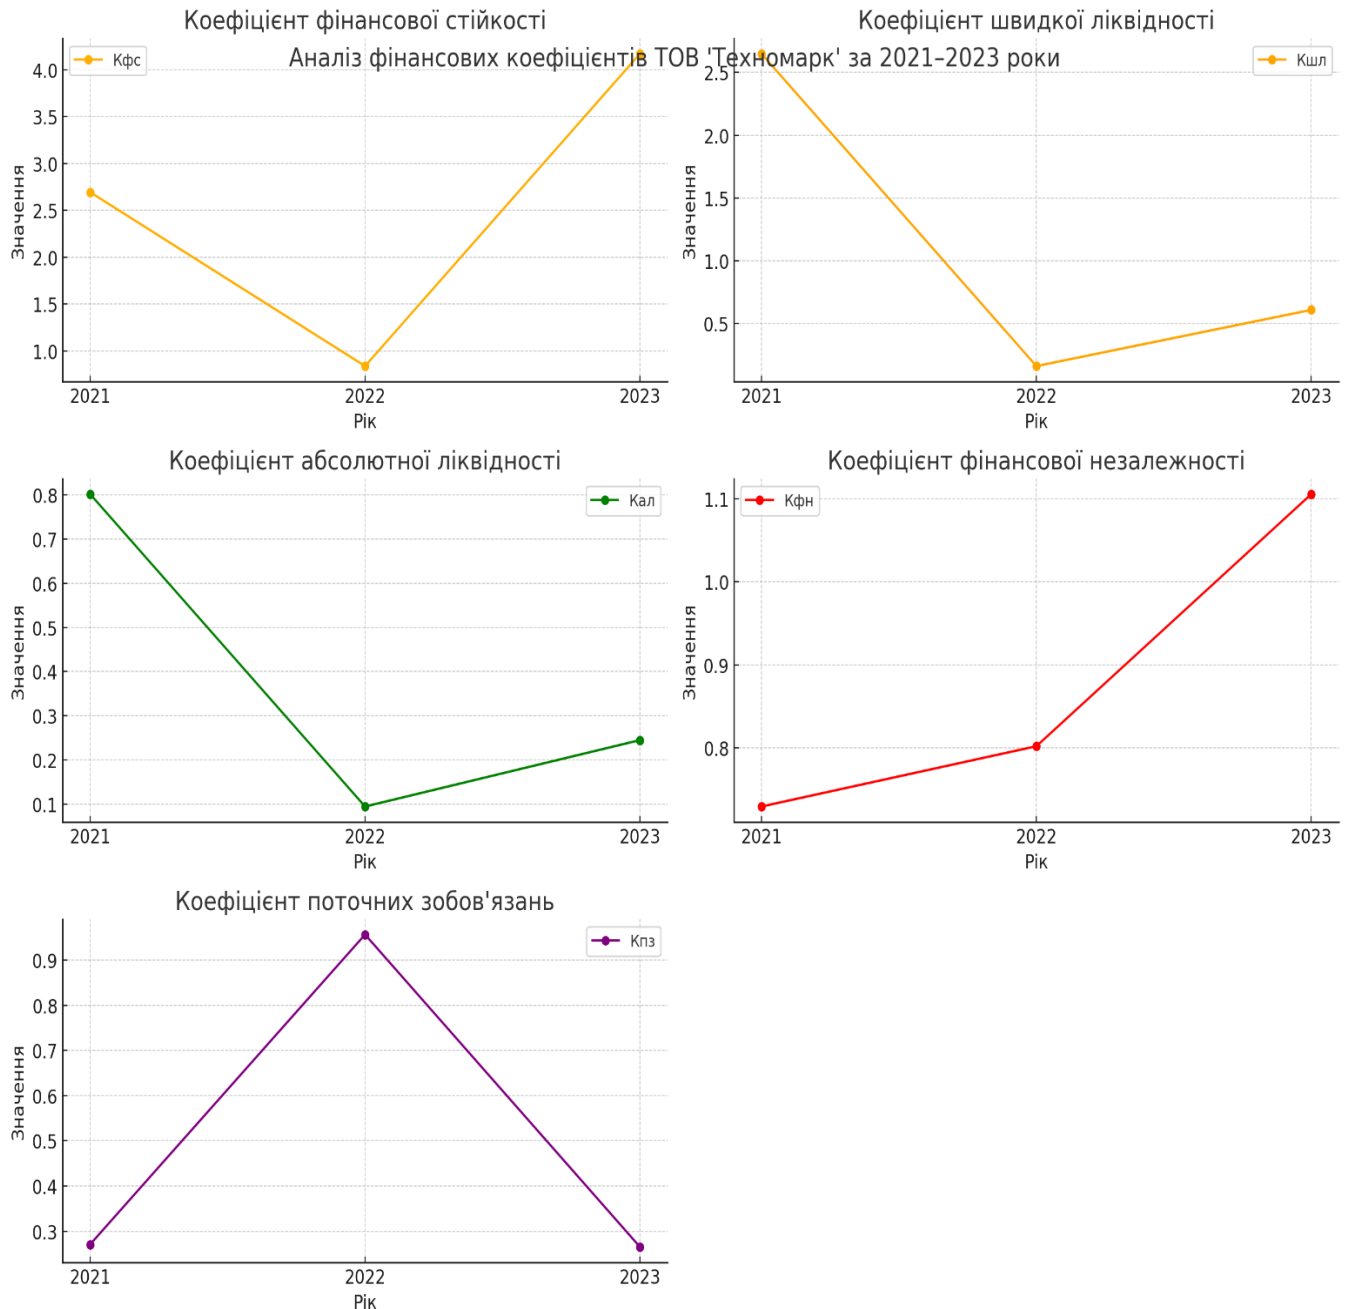 Коефіцієнт фінансової стійкості
Коефіцієнт швидкої ліквідності
Аналіз фінансових коефіцієнтів ТОВ 'Техномарк' за 2021–2023 роки
Кфс
4.0
3.5
3.0
2.5
2.0
1.5
1.0
Значення
2021
2022
2023
Рік
Кшл
2.5
2.0
1.5
1.0
0.5
Значення
2021
2022
2023
Рік
Коефіцієнт абсолютної ліквідності
Кал
0.8
0.7
0.6
0.5
0.4
0.3
0.2
0.1
Значення
2021
2022
2023
Рік
Коефіцієнт фінансової незалежності
Кфн
1.1
1.0
0.9
0.8
Значення
2021
2022
2023
Рік
Коефіцієнт поточних зобов'язань
Кпз
0.9
0.8
0.7
0.6
0.5
0.4
0.3
Значення
2021
2022
2023
Рік